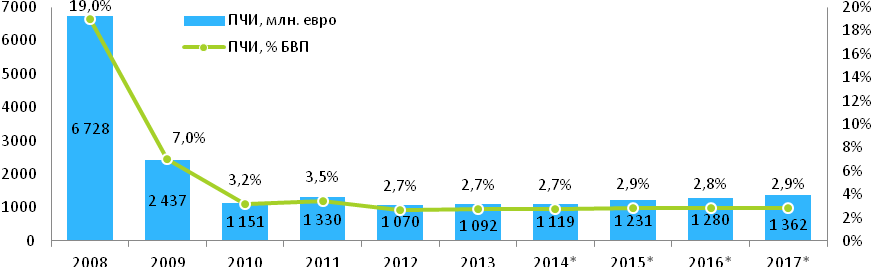 7000 19,0% ПЧИ, млн. евро 20%
6000 ПЧИ, % БВП 18%
16%
5000 14%
4000 12%
6 728 10%
3000 7,0% 8%
2000 3,2% 3,5% 2,7% 2,7% 2,7% 2,9% 2,8% 2,9% 6%
1000 4%
2 437 1 151 1 330 1 070 1 092 1 119 1 231 1 280 1 362 2%
0 0%
2008 2009 2010 2011 2012 2013 2014* 2015* 2016* 2017*